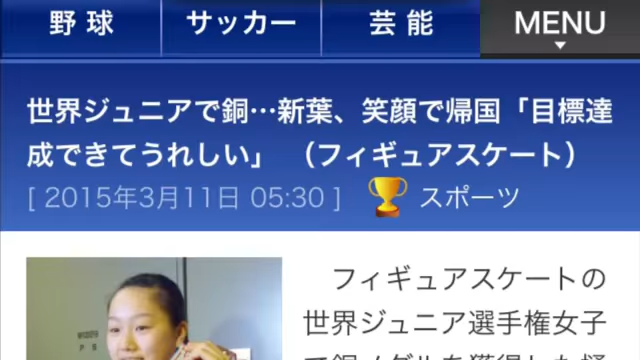 野球
サッカー
芸能
MENU
世界ジュニアで銅…新葉、笑顔で帰国「目標達
成できてうれしい」 （フィギュアスケート）
[ 2015年3月11日 05:30 ]
スポーツ
フィギュアスケートの
世界ジュニア選手権女子